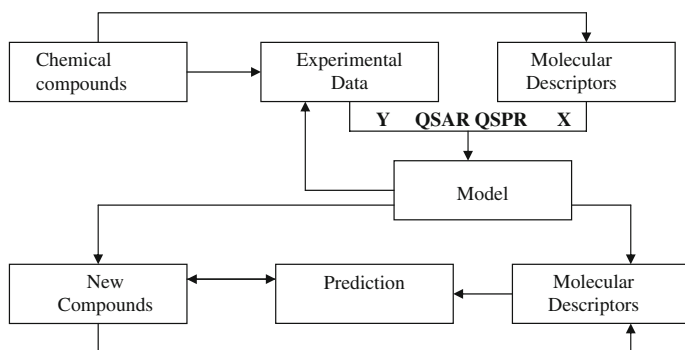 Chemical
compounds
Experimental
Data
Molecular
Descriptors
Y QSAR QSPR X
Model
New
Compounds
Prediction
Molecular
Descriptors